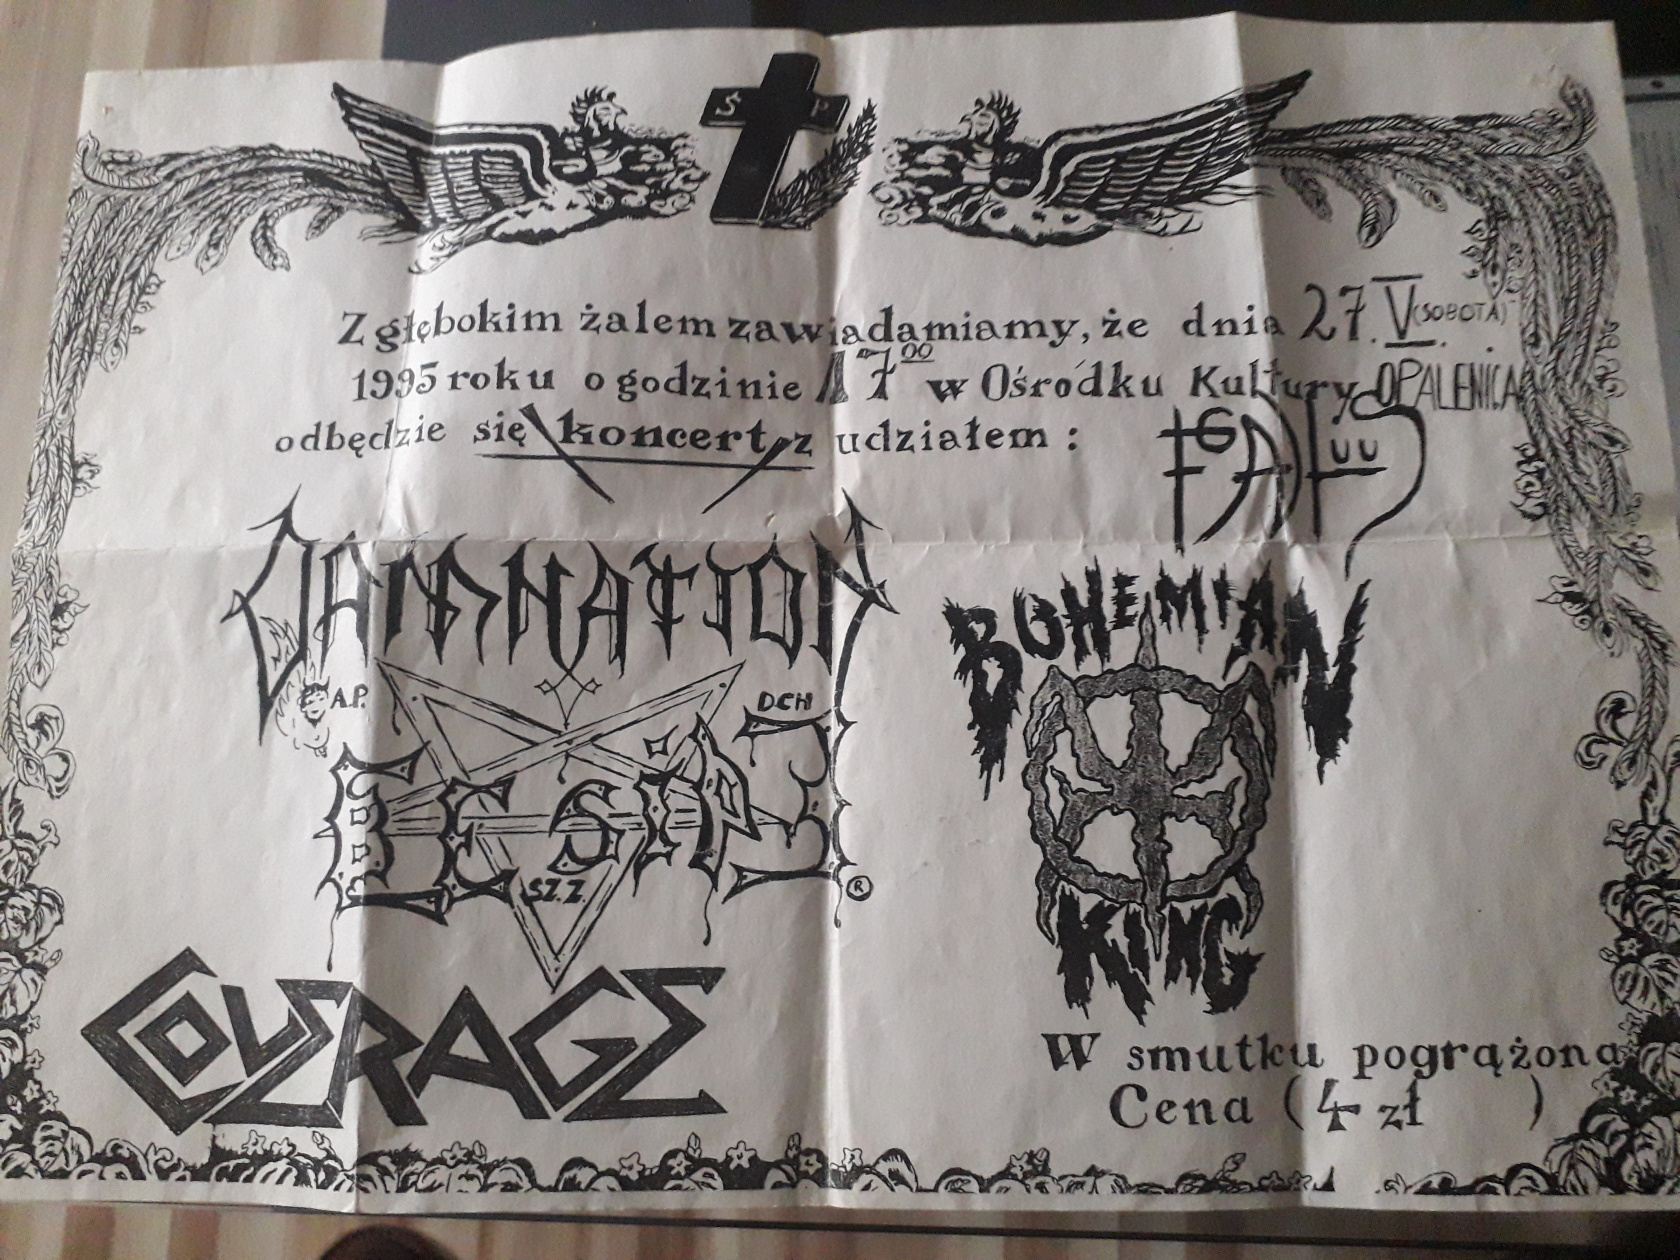 Ś P
Z głębokim żalem zawiadamiamy, że dnia 27.V.(SOBOTA)
1995 roku o godzinie 17⁰⁰ w Ośrodku Kultury OPALENICA
odbędzie się koncert z udziałem:
DAMNATION
BOHEMIAN
A.P.
DCH
SZ.Z.
®
KING
COURAGE
W smutku pogrążona
Cena (4 zł )